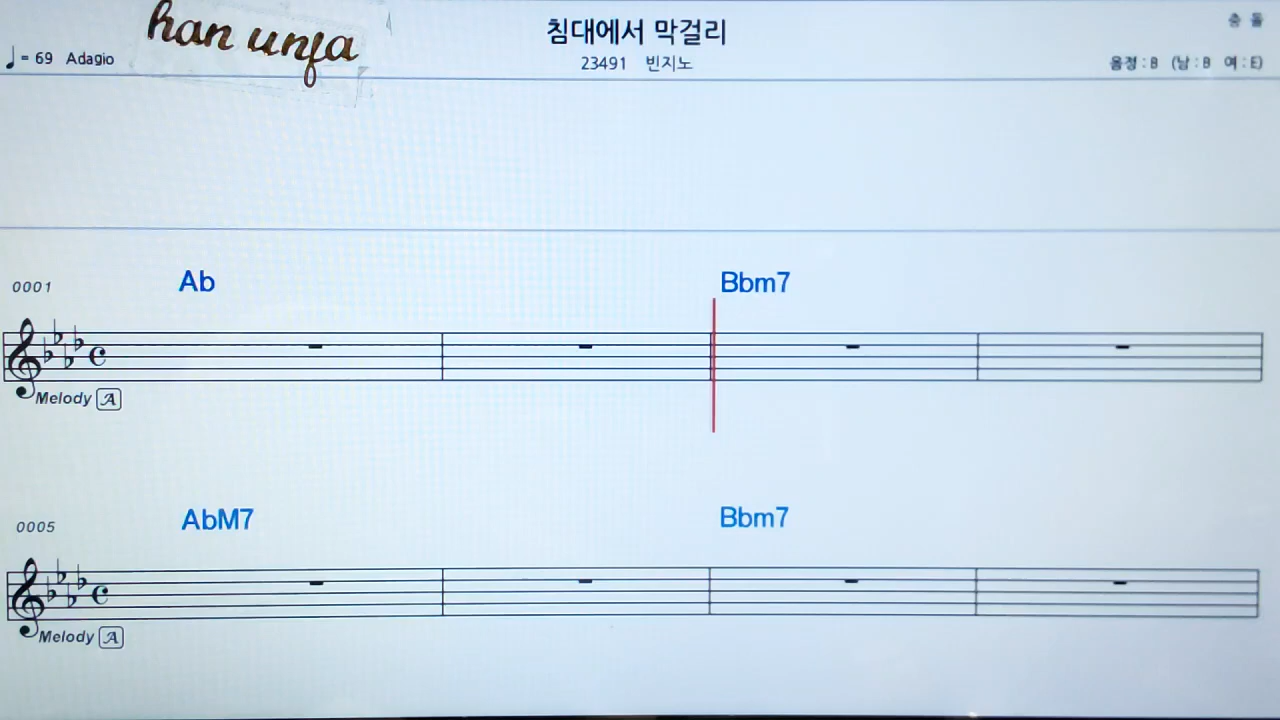 han unja
침대에서 막걸리
♩= 69 Adagio
23491 빈지노
음정 : B (남 : B 여 : E)
0001
Ab
Bbm7
Melody A
0005
AbM7
Bbm7
Melody A